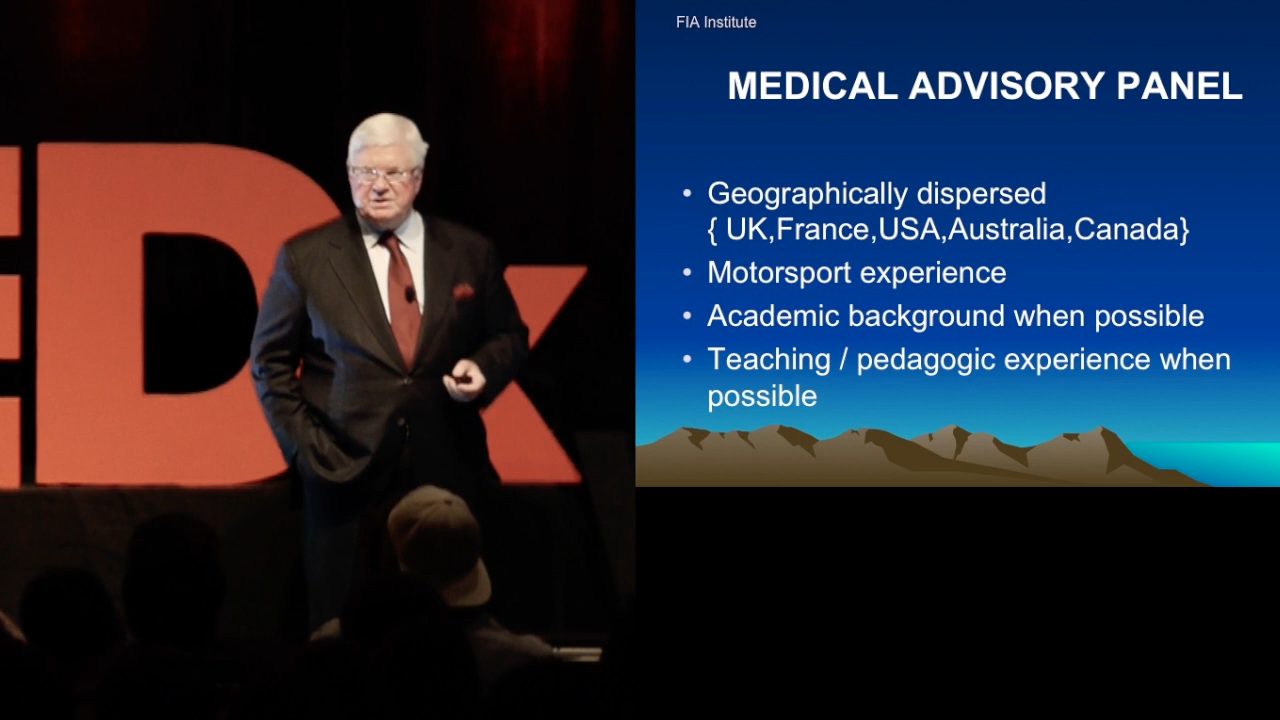 EDx
FIA Institute
MEDICAL ADVISORY PANEL
• Geographically dispersed
{ UK,France,USA,Australia,Canada}
• Motorsport experience
• Academic background when possible
• Teaching / pedagogic experience when
possible